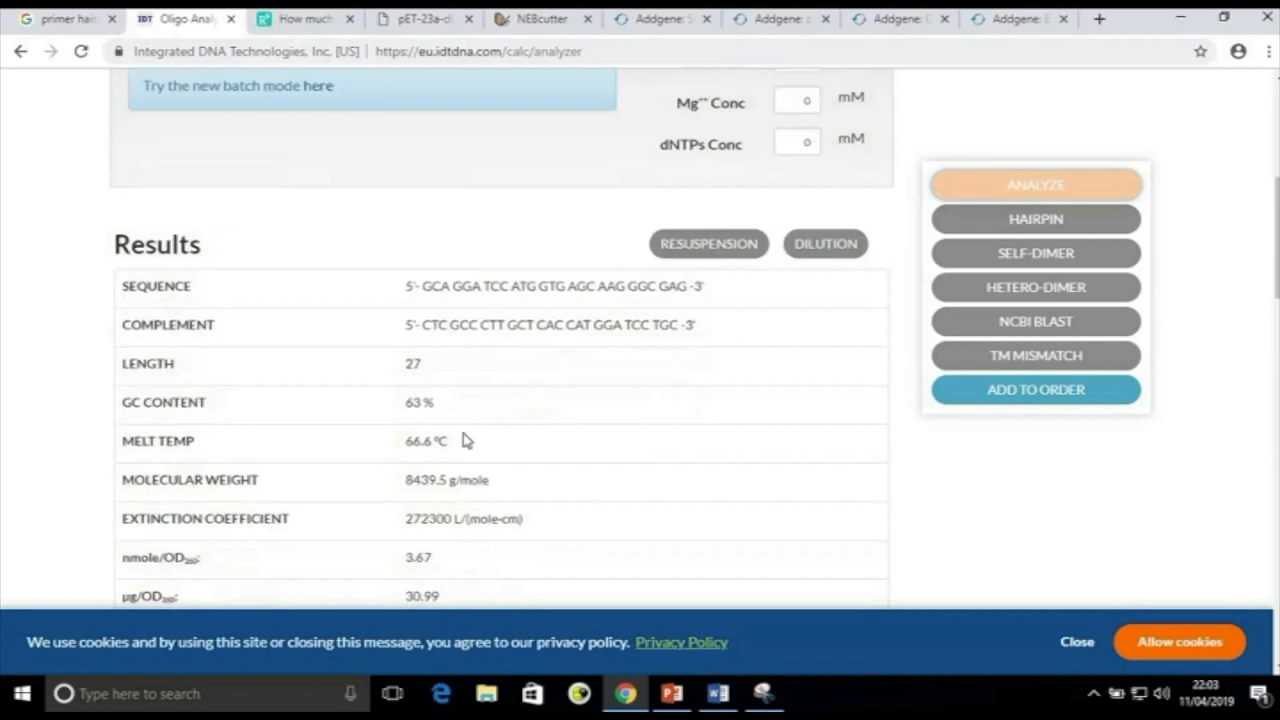 primer hair
IDT Oligo Anal
How much
pET-23a-d
NEBcutter
Addgene: S
Addgene: p
Addgene: C
Addgene: E
Integrated DNA Technologies, Inc. [US] | https://eu.idtdna.com/calc/analyzer
Try the new batch mode here
Mg⁺⁺ Conc 0 mM
dNTPs Conc 0 mM
ANALYZE
HAIRPIN
SELF-DIMER
HETERO-DIMER
NCBI BLAST
TM MISMATCH
ADD TO ORDER
Results RESUSPENSION DILUTION
SEQUENCE 5'- GCA GGA TCC ATG GTG AGC AAG GGC GAG -3'
COMPLEMENT 5'- CTC GCC CTT GCT CAC CAT GGA TCC TGC -3'
LENGTH 27
GC CONTENT 63 %
MELT TEMP 66.6 ºC
MOLECULAR WEIGHT 8439.5 g/mole
EXTINCTION COEFFICIENT 272300 L/(mole·cm)
nmole/OD₂₆₀: 3.67
µg/OD₂₆₀: 30.99
We use cookies and by using this site or closing this message, you agree to our privacy policy. Privacy Policy Close Allow cookies
Type here to search
22:03
11/04/2019